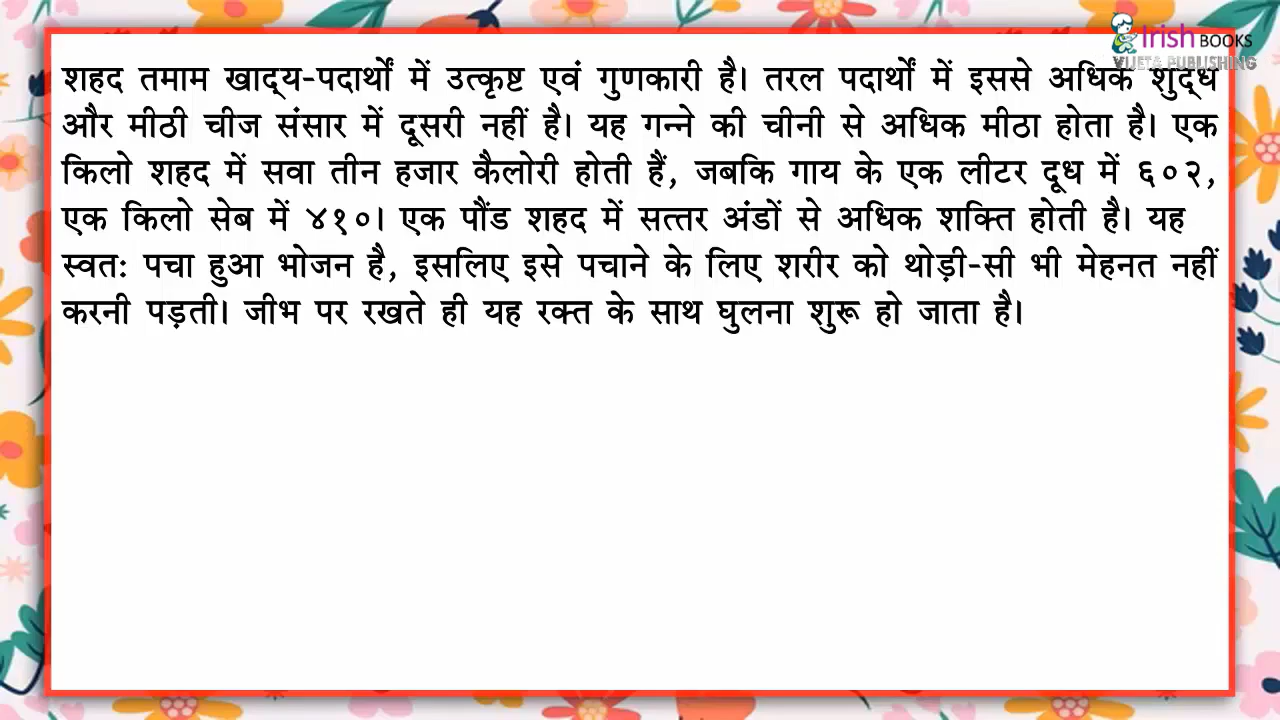 Irish BOOKS
शहद तमाम खाद्य-पदार्थों में उत्कृष्ट एवं गुणकारी है। तरल पदार्थों में इससे अधिक शुद्ध
और मीठी चीज संसार में दूसरी नहीं है। यह गन्ने की चीनी से अधिक मीठा होता है। एक
किलो शहद में सवा तीन हजार कैलोरी होती हैं, जबकि गाय के एक लीटर दूध में ६०२,
एक किलो सेब में ४१०। एक पौंड शहद में सत्तर अंडों से अधिक शक्ति होती है। यह
स्वतः पचा हुआ भोजन है, इसलिए इसे पचाने के लिए शरीर को थोड़ी-सी भी मेहनत नहीं
करनी पड़ती। जीभ पर रखते ही यह रक्त के साथ घुलना शुरू हो जाता है।